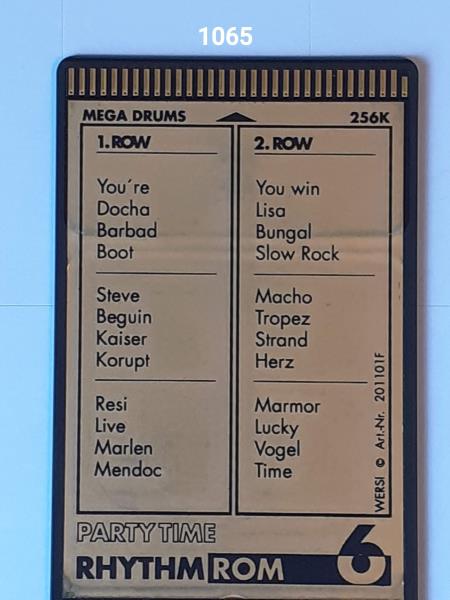 1065
MEGA DRUMS 256K
1. ROW
You´re
Docha
Barbad
Boot
Steve
Beguin
Kaiser
Korupt
Resi
Live
Marlen
Mendoc
2. ROW
You win
Lisa
Bungal
Slow Rock
Macho
Tropez
Strand
Herz
Marmor
Lucky
Vogel
Time
WERSI © Art.-Nr. 201101F
PARTY TIME
RHYTHM ROM 6